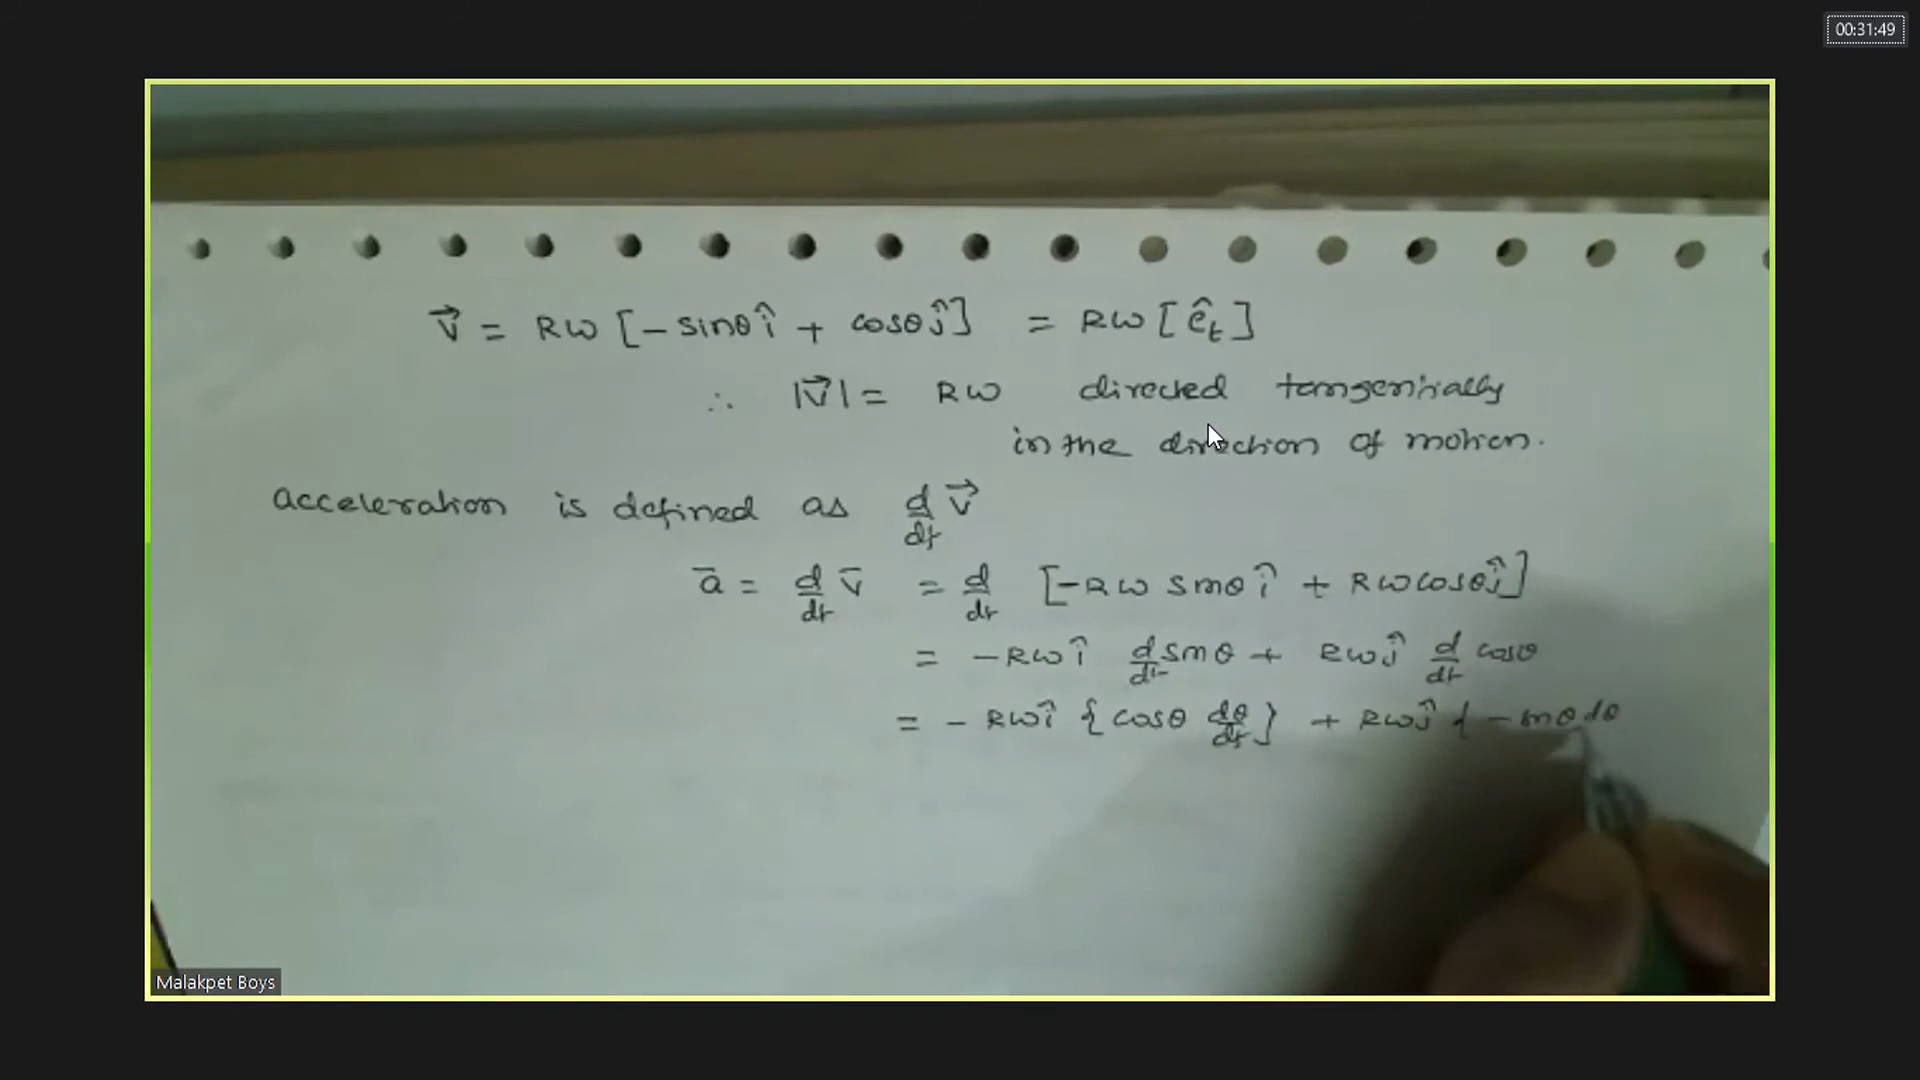 00:31:49
v⃗ = Rω [-sinθ î + cosθ ĵ] = Rω [ê_t]
∴ |v⃗| = Rω directed tangentially
in the direction of motion.
acceleration is defined as d/dt v⃗
a̅ = d/dt v̅ = d/dt [-Rω sinθ î + Rω cosθ ĵ]
= -Rω î d/dt sinθ + Rω ĵ d/dt cosθ
= - Rω î {cosθ dθ/dt} + Rω ĵ {- sinθ dθ
Malakpet Boys